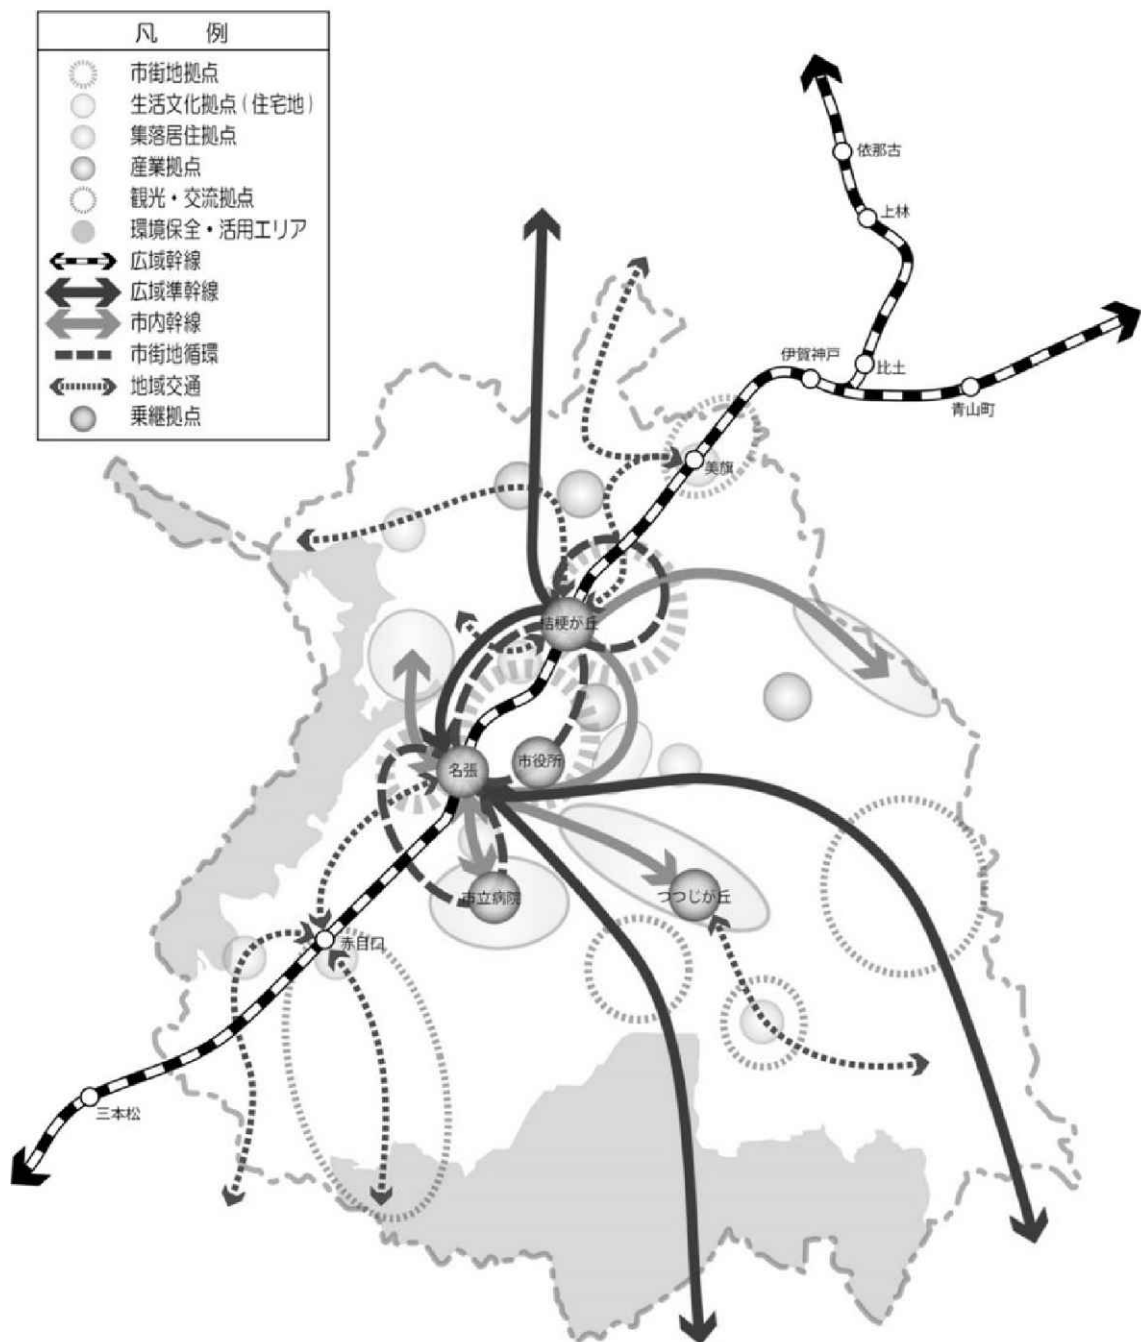 凡　例
市街地拠点
生活文化拠点（住宅地）
集落居住拠点
産業拠点
観光・交流拠点
環境保全・活用エリア
広域幹線
広域準幹線
市内幹線
市街地循環
地域交通
乗継拠点
依那古
上林
伊賀神戸
比土
青山町
美旗
桔梗が丘
名張
市役所
市立病院
つつじが丘
赤目口
三本松